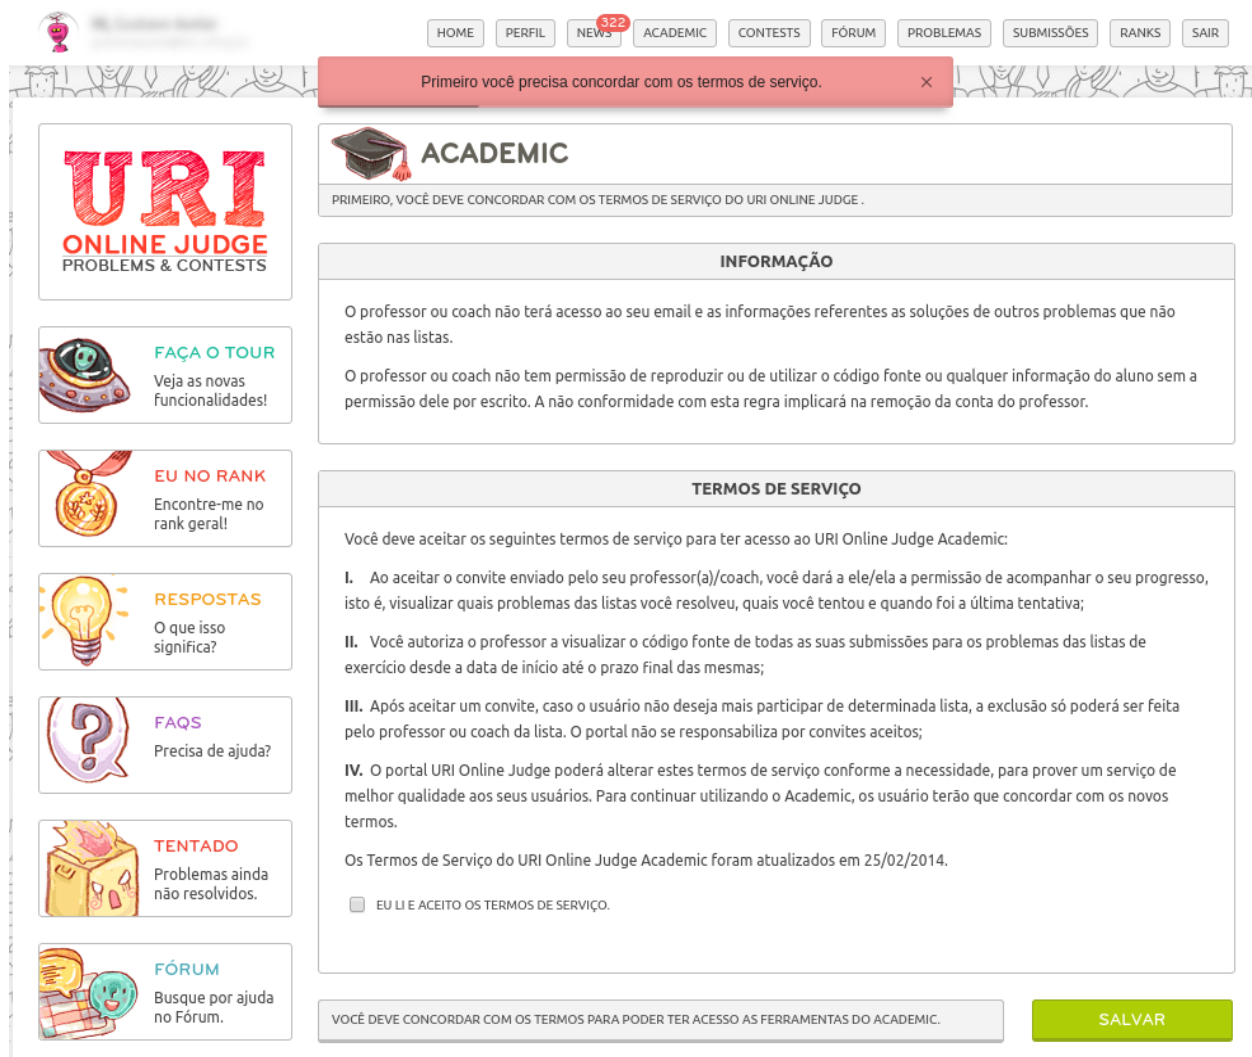 HOME PERFIL NEWS 322 ACADEMIC CONTESTS FÓRUM PROBLEMAS SUBMISSÕES RANKS SAIR
Primeiro você precisa concordar com os termos de serviço. ×
URI
ONLINE JUDGE
PROBLEMS & CONTESTS
FAÇA O TOUR
Veja as novas
funcionalidades!
EU NO RANK
Encontre-me no
rank geral!
RESPOSTAS
O que isso
significa?
FAQS
Precisa de ajuda?
TENTADO
Problemas ainda
não resolvidos.
FÓRUM
Busque por ajuda
no Fórum.
ACADEMIC
PRIMEIRO, VOCÊ DEVE CONCORDAR COM OS TERMOS DE SERVIÇO DO URI ONLINE JUDGE .
INFORMAÇÃO
O professor ou coach não terá acesso ao seu email e as informações referentes as soluções de outros problemas que não
estão nas listas.
O professor ou coach não tem permissão de reproduzir ou de utilizar o código fonte ou qualquer informação do aluno sem a
permissão dele por escrito. A não conformidade com esta regra implicará na remoção da conta do professor.
TERMOS DE SERVIÇO
Você deve aceitar os seguintes termos de serviço para ter acesso ao URI Online Judge Academic:
I. Ao aceitar o convite enviado pelo seu professor(a)/coach, você dará a ele/ela a permissão de acompanhar o seu progresso,
isto é, visualizar quais problemas das listas você resolveu, quais você tentou e quando foi a última tentativa;
II. Você autoriza o professor a visualizar o código fonte de todas as suas submissões para os problemas das listas de
exercício desde a data de início até o prazo final das mesmas;
III. Após aceitar um convite, caso o usuário não deseja mais participar de determinada lista, a exclusão só poderá ser feita
pelo professor ou coach da lista. O portal não se responsabiliza por convites aceitos;
IV. O portal URI Online Judge poderá alterar estes termos de serviço conforme a necessidade, para prover um serviço de
melhor qualidade aos seus usuários. Para continuar utilizando o Academic, os usuário terão que concordar com os novos
termos.
Os Termos de Serviço do URI Online Judge Academic foram atualizados em 25/02/2014.
EU LI E ACEITO OS TERMOS DE SERVIÇO.
VOCÊ DEVE CONCORDAR COM OS TERMOS PARA PODER TER ACESSO AS FERRAMENTAS DO ACADEMIC.
SALVAR